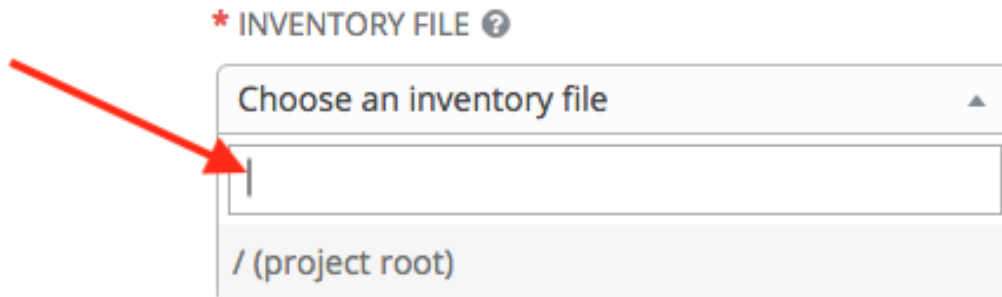 * INVENTORY FILE ?
Choose an inventory file
/ (project root)